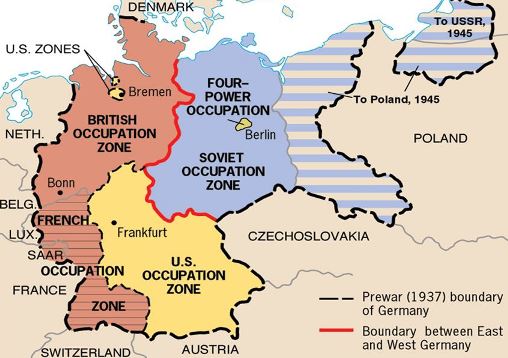 DENMARK
To USSR,
1945
U.S. ZONES
Bremen
FOUR–
POWER
OCCUPATION
To Poland, 1945
BRITISH
OCCUPATION
ZONE
Berlin
NETH.
POLAND
SOVIET
OCCUPATION
ZONE
Bonn
BELG.
FRENCH
LUX.
Frankfurt
CZECHOSLOVAKIA
SAAR
OCCUPATION
U.S.
OCCUPATION
ZONE
FRANCE
ZONE
Prewar (1937) boundary
of Germany
Boundary between East
and West Germany
SWITZERLAND
AUSTRIA